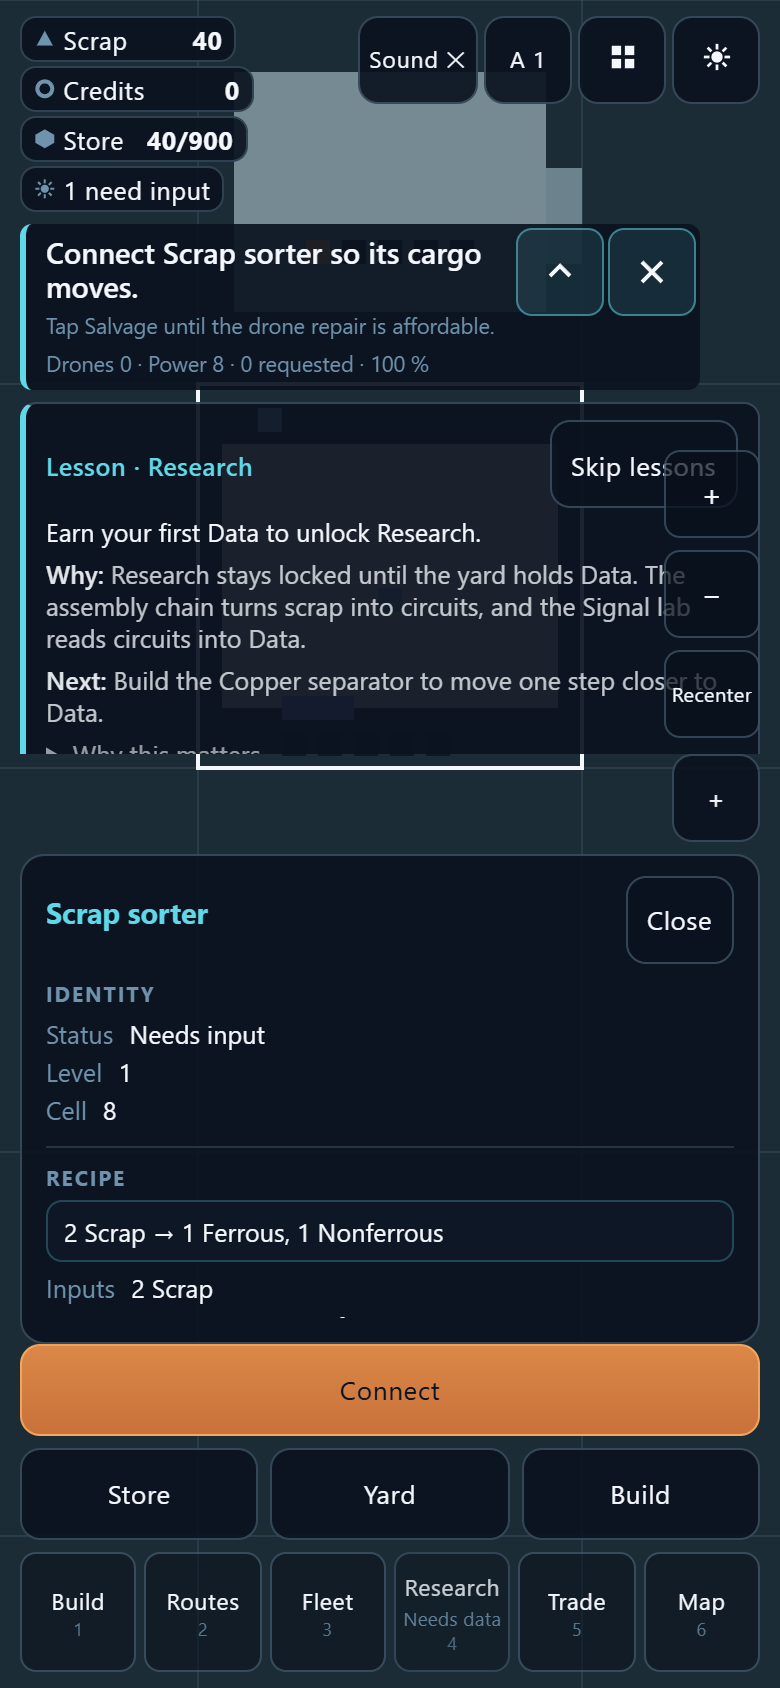 Scrap 40
Sound ✕
A 1
Credits 0
Store 40/900
1 need input
Connect Scrap sorter so its cargo
moves.
Tap Salvage until the drone repair is affordable.
Drones 0 · Power 8 · 0 requested · 100 %
Lesson · Research
Skip lessons
+
Earn your first Data to unlock Research.
Why: Research stays locked until the yard holds Data. The
assembly chain turns scrap into circuits, and the Signal lab
reads circuits into Data.
−
Next: Build the Copper separator to move one step closer to
Data.
Recenter
▶ Why this matters
+
Scrap sorter
Close
IDENTITY
Status Needs input
Level 1
Cell 8
RECIPE
2 Scrap → 1 Ferrous, 1 Nonferrous
Inputs 2 Scrap
Connect
Store
Yard
Build
Build
1
Routes
2
Fleet
3
Research
Needs data
4
Trade
5
Map
6